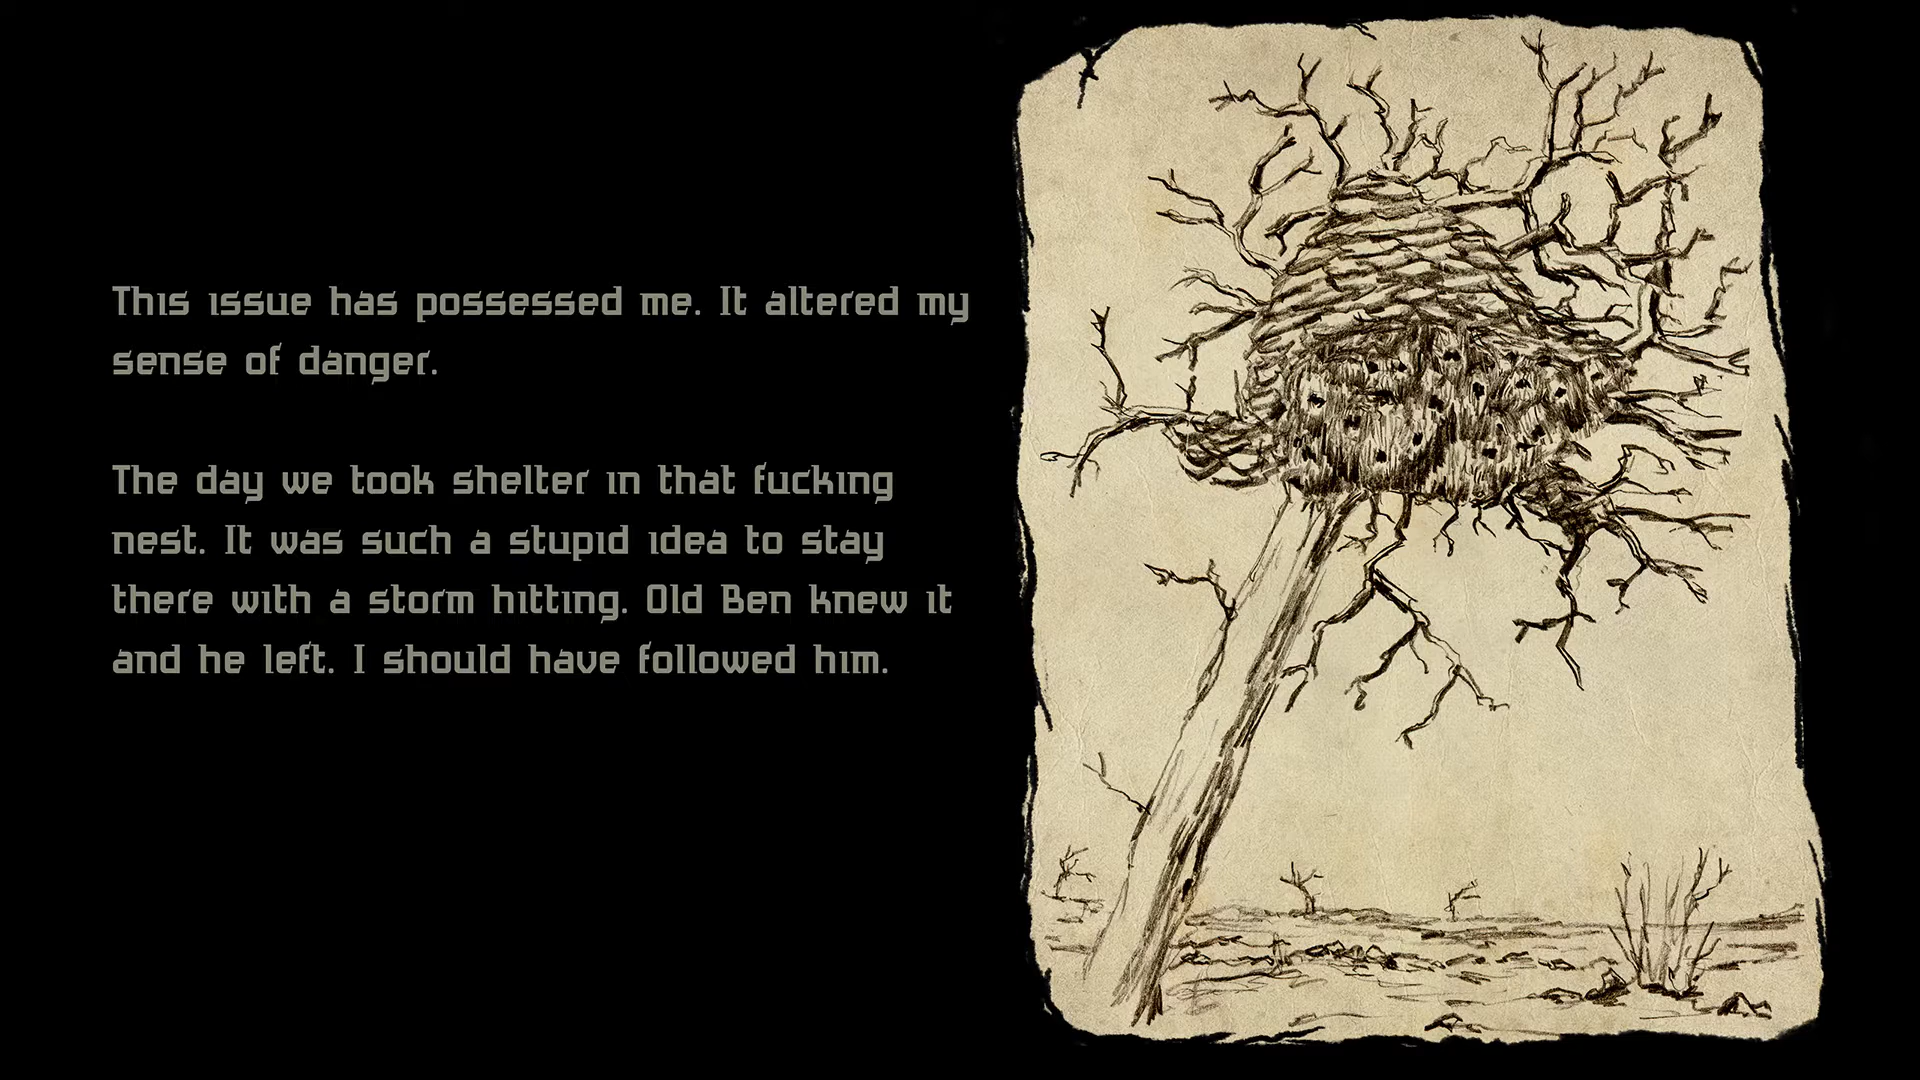 This issue has possessed me. It altered my
sense of danger.
The day we took shelter in that fucking
nest. It was such a stupid idea to stay
there with a storm hitting. Old Ben knew it
and he left. I should have followed him.